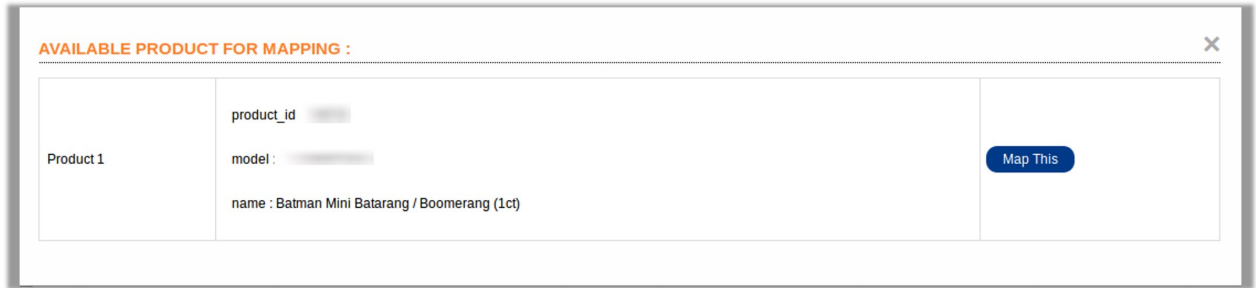 AVAILABLE PRODUCT FOR MAPPING :
×
product_id
Product 1
model :
Map This
name : Batman Mini Batarang / Boomerang (1ct)